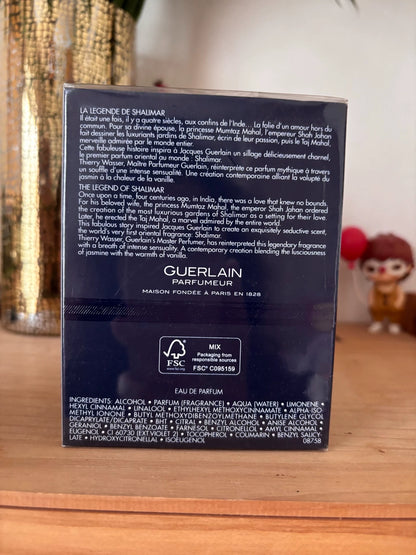 LA LEGENDE DE SHALIMAR
Il était une fois, il y a quatre siècles, aux confins de l'Inde... La folie d'un amour hors du
commun. Pour sa divine épouse, la princesse Mumtaz Mahal, l'empereur Shah Jahan
fait dessiner les luxuriants jardins de Shalimar, écrin de leur passion, puis le Taj Mahal,
merveille admirée par le monde entier.
Cette fabuleuse histoire inspira à Jacques Guerlain un sillage délicieusement charnel,
le premier parfum oriental au monde : Shalimar.
Thierry Wasser, Maître Parfumeur Guerlain, réinterprète ce parfum mythique à travers
un souffle d'une intense sensualité. Une création contemporaine alliant la volupté du
jasmin à la chaleur de la vanille.
THE LEGEND OF SHALIMAR
Once upon a time, four centuries ago, in India, there was a love that knew no bounds.
For his beloved wife, the princess Mumtaz Mahal, the emperor Shah Jahan ordered
the creation of the most luxurious gardens of Shalimar as a setting for their love.
Later, he erected the Taj Mahal, a marvel admired by the entire world.
This fabulous story inspired Jacques Guerlain to create an exquisitely seductive scent,
the world's very first oriental fragrance: Shalimar.
Thierry Wasser, Guerlain's Master Perfumer, has reinterpreted this legendary fragrance
with a breath of intense sensuality. A contemporary creation blending the lusciousness
of jasmine with the warmth of vanilla.
GUERLAIN
PARFUMEUR
MAISON FONDÉE À PARIS EN 1828
FSC
www.fsc.org
MIX
Packaging from
responsible sources
FSC® C095159
EAU DE PARFUM
INGREDIENTS: ALCOHOL • PARFUM (FRAGRANCE) • AQUA (WATER) • LIMONENE •
HEXYL CINNAMAL • LINALOOL • ETHYLHEXYL METHOXYCINNAMATE • ALPHA-ISO-
METHYL IONONE • BUTYL METHOXYDIBENZOYLMETHANE • BUTYLENE GLYCOL
DICAPRYLATE/DICAPRATE • BHT • CITRAL • BENZYL ALCOHOL • ANISE ALCOHOL •
GERANIOL • BENZYL BENZOATE • FARNESOL • CITRONELLOL • AMYL CINNAMAL •
EUGENOL • CI 60730 (EXT VIOLET 2) • TOCOPHEROL • COUMARIN • BENZYL SALICY-
LATE • HYDROXYCITRONELLAL • ISOEUGENOL 08758